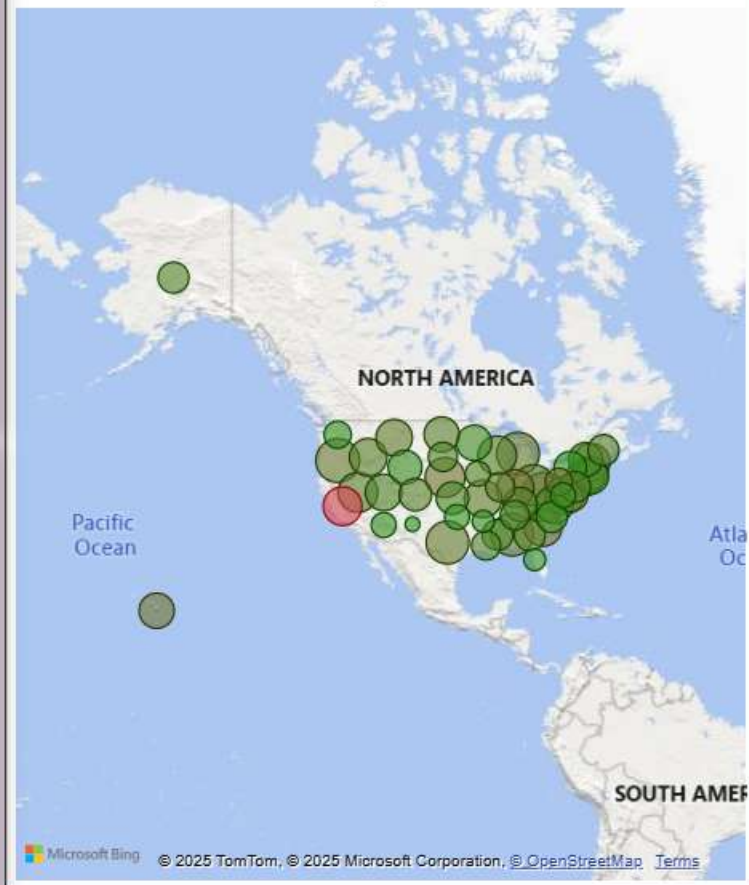 NORTH AMERICA
Pacific
Ocean
Atla
Oc
SOUTH AMER
Microsoft Bing
© 2025 TomTom, © 2025 Microsoft Corporation, © OpenStreetMap Terms